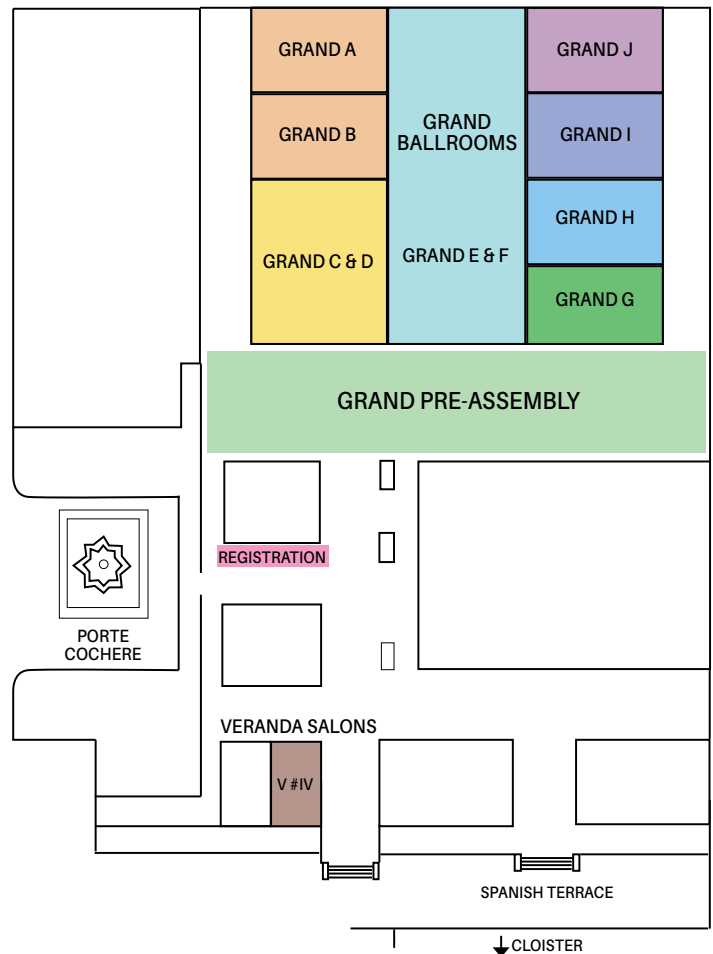 GRAND A
GRAND J
GRAND B
GRAND
BALLROOMS
GRAND I
GRAND H
GRAND C & D
GRAND E & F
GRAND G
GRAND PRE-ASSEMBLY
REGISTRATION
PORTE
COCHERE
VERANDA SALONS
V #IV
SPANISH TERRACE
CLOISTER